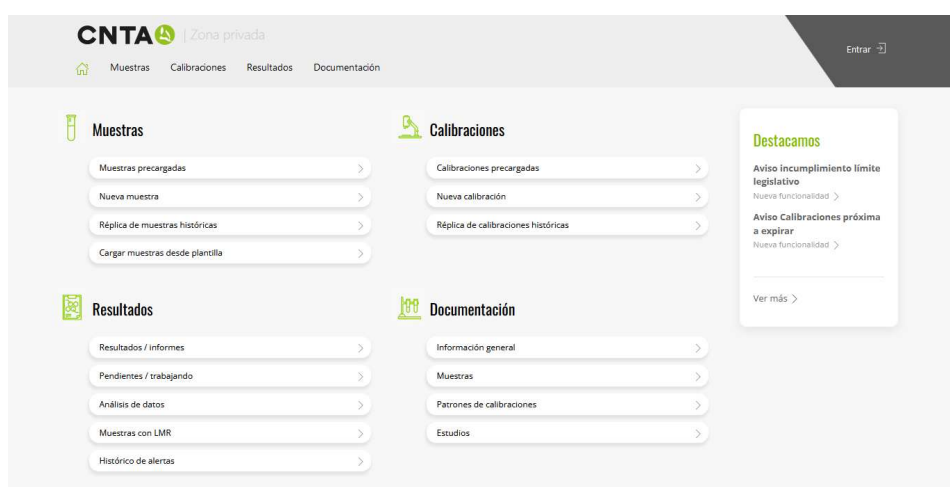 CNTA | Zona privada
Entrar
Muestras Calibraciones Resultados Documentación
Muestras
Muestras precargadas
Nueva muestra
Réplica de muestras históricas
Cargar muestras desde plantilla
Calibraciones
Calibraciones precargadas
Nueva calibración
Réplica de calibraciones históricas
Resultados
Resultados / informes
Pendientes / trabajando
Análisis de datos
Muestras con LMR
Histórico de alertas
Documentación
Información general
Muestras
Patrones de calibraciones
Estudios
Destacamos
Aviso incumplimiento límite
legislativo
Nueva funcionalidad
Aviso Calibraciones próxima
a expirar
Nueva funcionalidad
Ver más